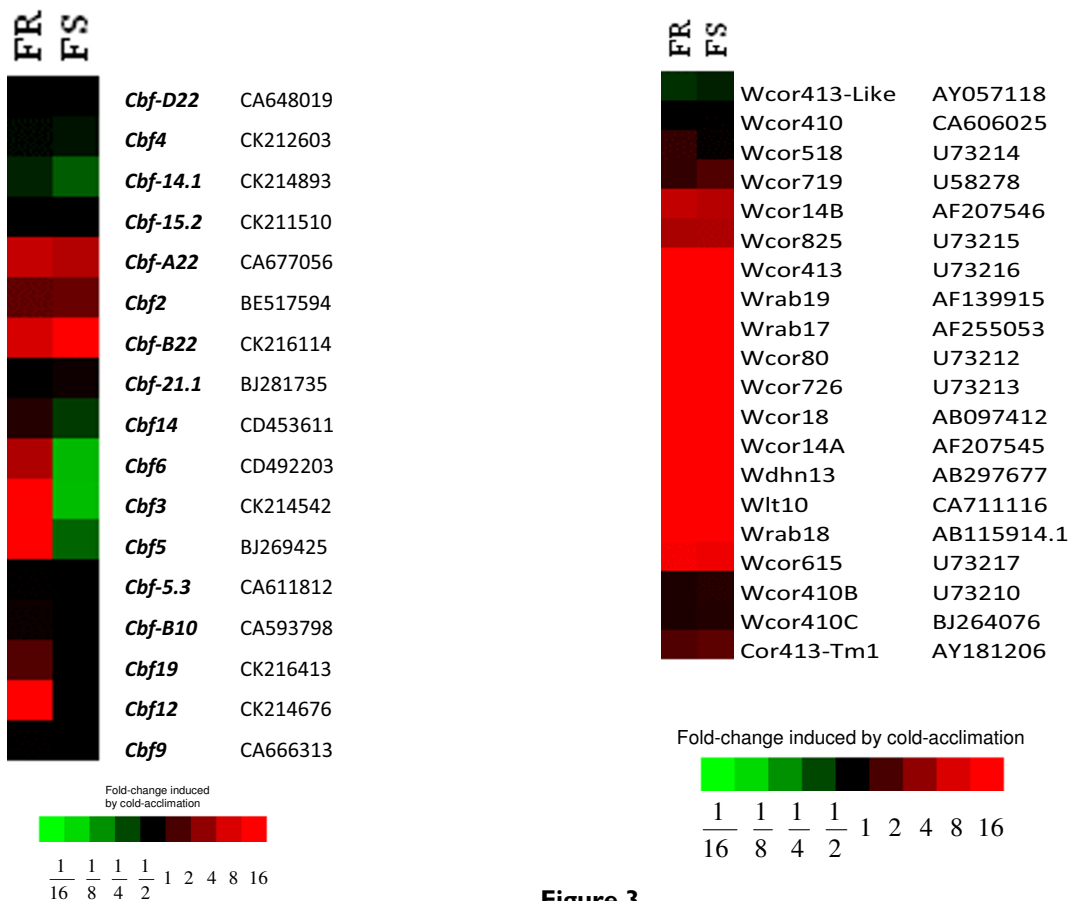 FR FS
Cbf-D22 CA648019
Cbf4 CK212603
Cbf-14.1 CK214893
Cbf-15.2 CK211510
Cbf-A22 CA677056
Cbf2 BE517594
Cbf-B22 CK216114
Cbf-21.1 BJ281735
Cbf14 CD453611
Cbf6 CD492203
Cbf3 CK214542
Cbf5 BJ269425
Cbf-5.3 CA611812
Cbf-B10 CA593798
Cbf19 CK216413
Cbf12 CK214676
Cbf9 CA666313
Fold-change induced
by cold-acclimation
1/16 1/8 1/4 1/2 1 2 4 8 16
FR FS
Wcor413-Like AY057118
Wcor410 CA606025
Wcor518 U73214
Wcor719 U58278
Wcor14B AF207546
Wcor825 U73215
Wcor413 U73216
Wrab19 AF139915
Wrab17 AF255053
Wcor80 U73212
Wcor726 U73213
Wcor18 AB097412
Wcor14A AF207545
Wdhn13 AB297677
Wlt10 CA711116
Wrab18 AB115914.1
Wcor615 U73217
Wcor410B U73210
Wcor410C BJ264076
Cor413-Tm1 AY181206
Fold-change induced by cold-acclimation
1/16 1/8 1/4 1/2 1 2 4 8 16
Figure 3